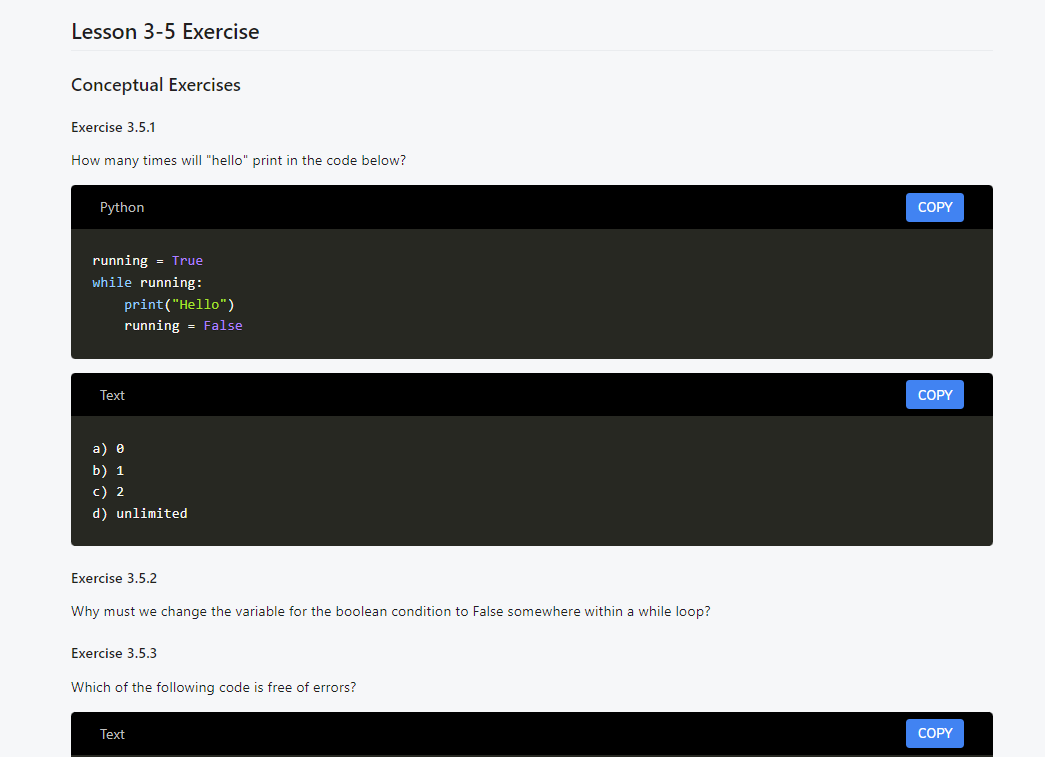 Lesson 3-5 Exercise
Conceptual Exercises
Exercise 3.5.1
How many times will "hello" print in the code below?
Python
COPY
running = True
while running:
    print("Hello")
    running = False
Text
COPY
a) 0
b) 1
c) 2
d) unlimited
Exercise 3.5.2
Why must we change the variable for the boolean condition to False somewhere within a while loop?
Exercise 3.5.3
Which of the following code is free of errors?
Text
COPY